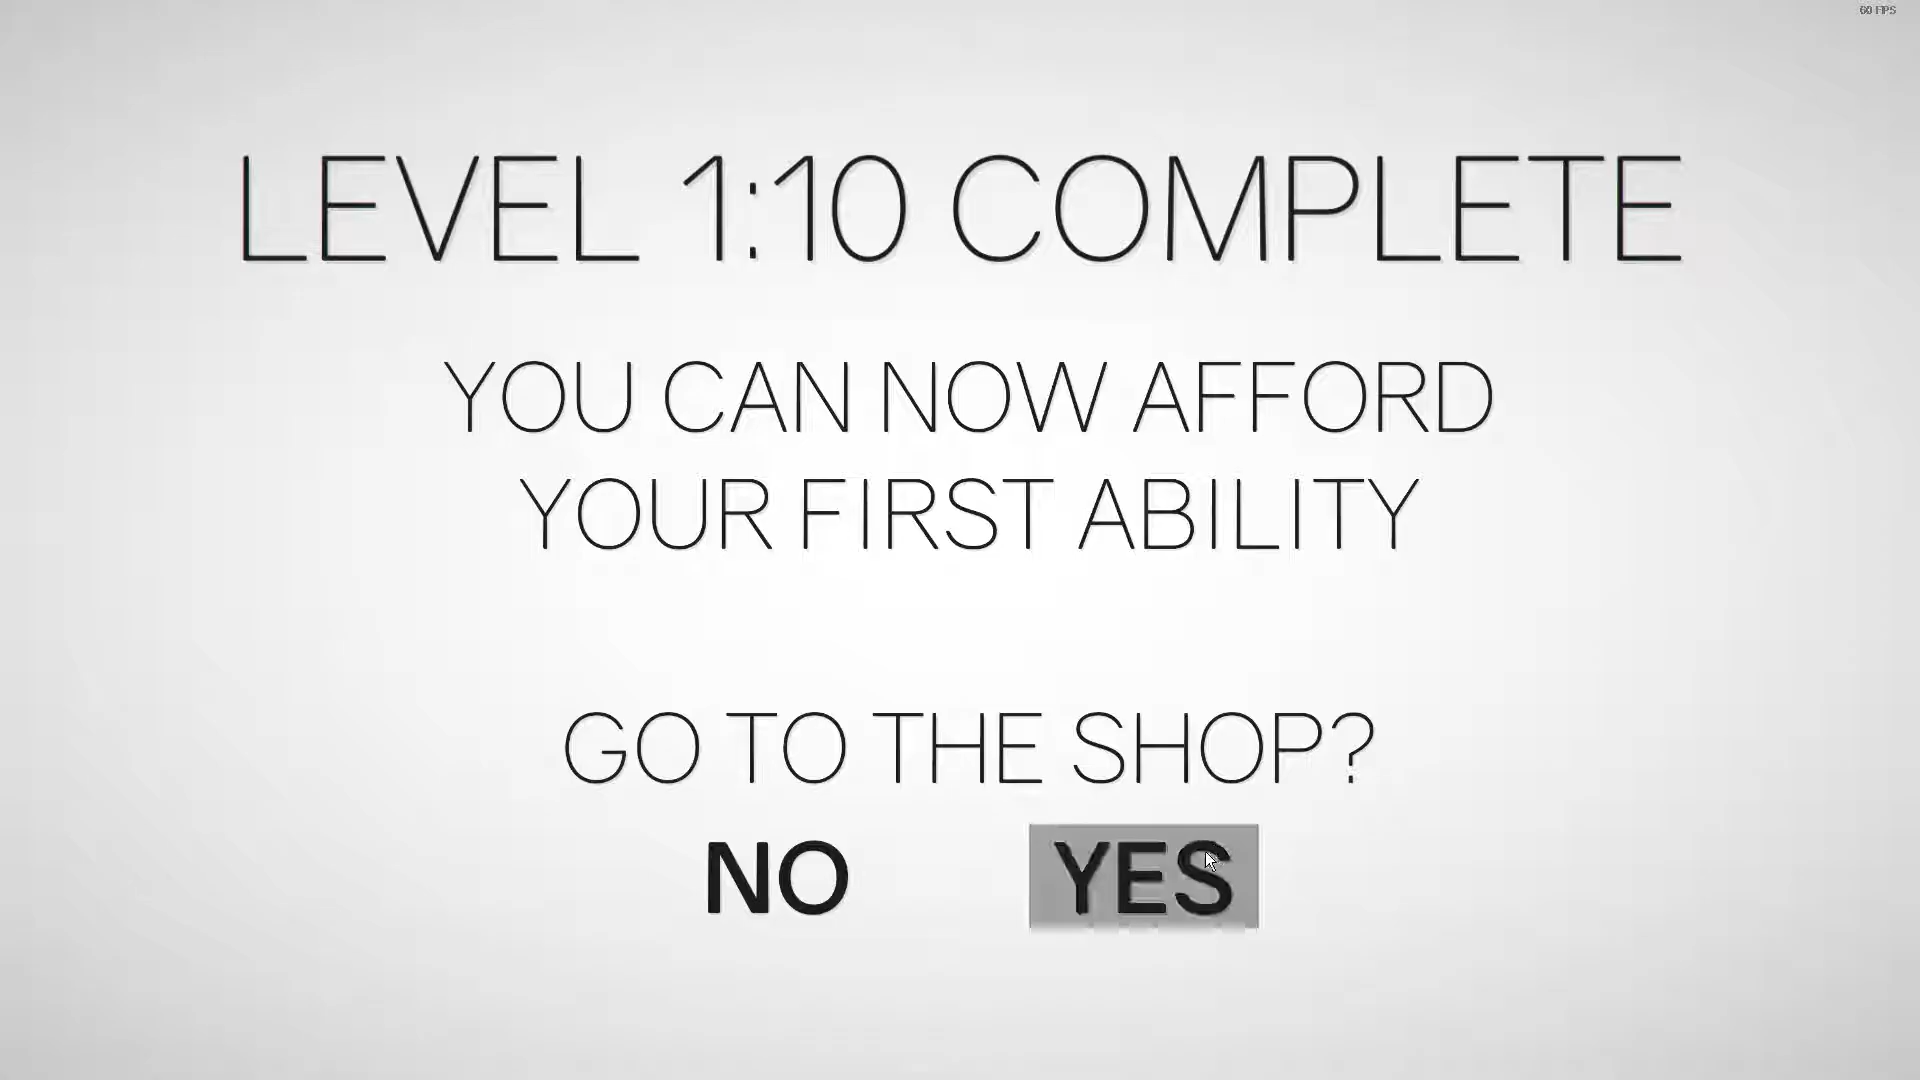 60 FPS
LEVEL 1:10 COMPLETE
YOU CAN NOW AFFORD
YOUR FIRST ABILITY
GO TO THE SHOP?
NO YES